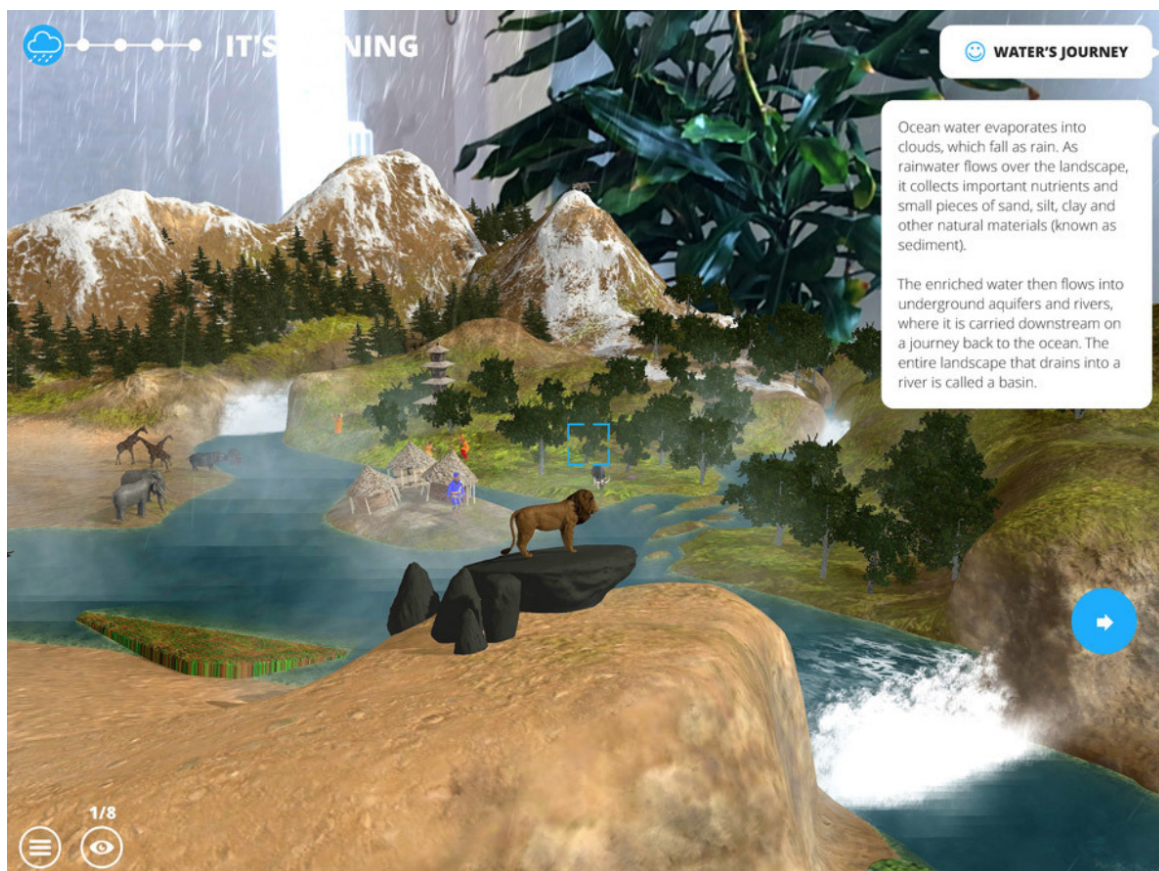 IT'S NING
WATER'S JOURNEY
Ocean water evaporates into
clouds, which fall as rain. As
rainwater flows over the landscape,
it collects important nutrients and
small pieces of sand, silt, clay and
other natural materials (known as
sediment).
The enriched water then flows into
underground aquifers and rivers,
where it is carried downstream on
a journey back to the ocean. The
entire landscape that drains into a
river is called a basin.
1/8